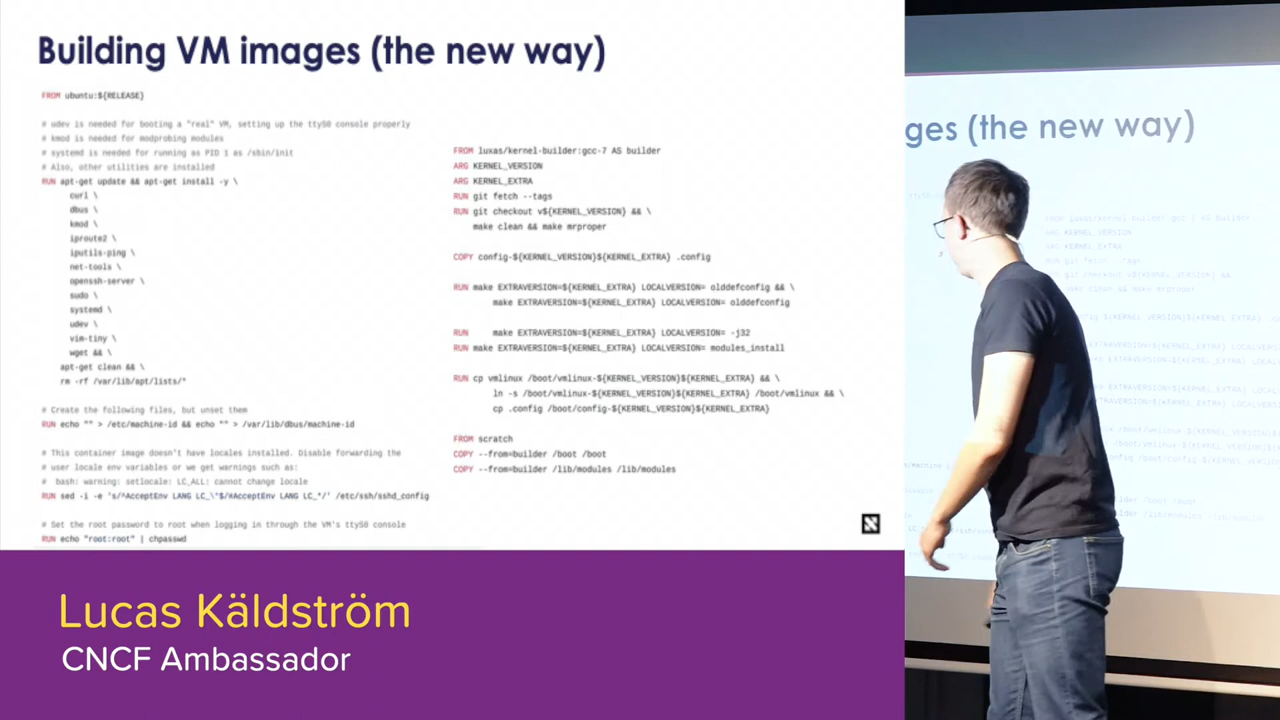 Building VM images (the new way)
FROM ubuntu:${RELEASE}
# udev is needed for booting a "real" VM, setting up the ttyS0 console properly
# kmod is needed for modprobing modules
# systemd is needed for running as PID 1 as /sbin/init
# Also, other utilities are installed
RUN apt-get update && apt-get install -y \
curl \
dbus \
kmod \
iproute2 \
iputils-ping \
net-tools \
openssh-server \
sudo \
systemd \
udev \
vim-tiny \
wget && \
apt-get clean && \
rm -rf /var/lib/apt/lists/*
# Create the following files, but unset them
RUN echo "" > /etc/machine-id && echo "" > /var/lib/dbus/machine-id
# This container image doesn't have locales installed. Disable forwarding the
# user locale env variables or we get warnings such as:
#  bash: warning: setlocale: LC_ALL: cannot change locale
RUN sed -i -e 's/^AcceptEnv LANG LC_\*$/#AcceptEnv LANG LC_*/' /etc/ssh/sshd_config
# Set the root password to root when logging in through the VM's ttyS0 console
RUN echo "root:root" | chpasswd
FROM luxas/kernel-builder:gcc-7 AS builder
ARG KERNEL_VERSION
ARG KERNEL_EXTRA
RUN git fetch --tags
RUN git checkout v${KERNEL_VERSION} && \
make clean && make mrproper
COPY config-${KERNEL_VERSION}${KERNEL_EXTRA} .config
RUN make EXTRAVERSION=${KERNEL_EXTRA} LOCALVERSION= olddefconfig && \
make EXTRAVERSION=${KERNEL_EXTRA} LOCALVERSION= olddefconfig
RUN make EXTRAVERSION=${KERNEL_EXTRA} LOCALVERSION= -j32
RUN make EXTRAVERSION=${KERNEL_EXTRA} LOCALVERSION= modules_install
RUN cp vmlinux /boot/vmlinux-${KERNEL_VERSION}${KERNEL_EXTRA} && \
ln -s /boot/vmlinux-${KERNEL_VERSION}${KERNEL_EXTRA} /boot/vmlinux && \
cp .config /boot/config-${KERNEL_VERSION}${KERNEL_EXTRA}
FROM scratch
COPY --from=builder /boot /boot
COPY --from=builder /lib/modules /lib/modules
ges (the new way)
Lucas Käldström
CNCF Ambassador